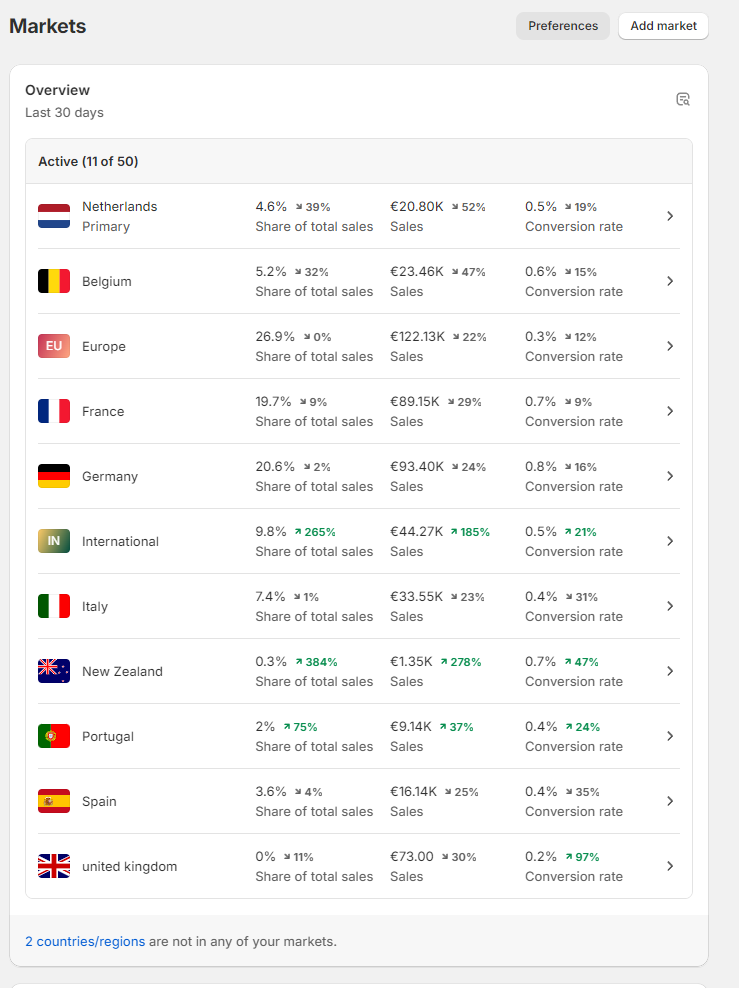 Markets
Preferences
Add market
Overview
Last 30 days
Active (11 of 50)
Netherlands
Primary
4.6% ↘ 39%
Share of total sales
€20.80K ↘ 52%
Sales
0.5% ↘ 19%
Conversion rate
Belgium
5.2% ↘ 32%
Share of total sales
€23.46K ↘ 47%
Sales
0.6% ↘ 15%
Conversion rate
EU
Europe
26.9% ↘ 0%
Share of total sales
€122.13K ↘ 22%
Sales
0.3% ↘ 12%
Conversion rate
France
19.7% ↘ 9%
Share of total sales
€89.15K ↘ 29%
Sales
0.7% ↘ 9%
Conversion rate
Germany
20.6% ↘ 2%
Share of total sales
€93.40K ↘ 24%
Sales
0.8% ↘ 16%
Conversion rate
IN
International
9.8% ↗ 265%
Share of total sales
€44.27K ↗ 185%
Sales
0.5% ↗ 21%
Conversion rate
Italy
7.4% ↘ 1%
Share of total sales
€33.55K ↘ 23%
Sales
0.4% ↘ 31%
Conversion rate
New Zealand
0.3% ↗ 384%
Share of total sales
€1.35K ↗ 278%
Sales
0.7% ↗ 47%
Conversion rate
Portugal
2% ↗ 75%
Share of total sales
€9.14K ↗ 37%
Sales
0.4% ↗ 24%
Conversion rate
Spain
3.6% ↘ 4%
Share of total sales
€16.14K ↘ 25%
Sales
0.4% ↘ 35%
Conversion rate
united kingdom
0% ↘ 11%
Share of total sales
€73.00 ↘ 30%
Sales
0.2% ↗ 97%
Conversion rate
2 countries/regions are not in any of your markets.